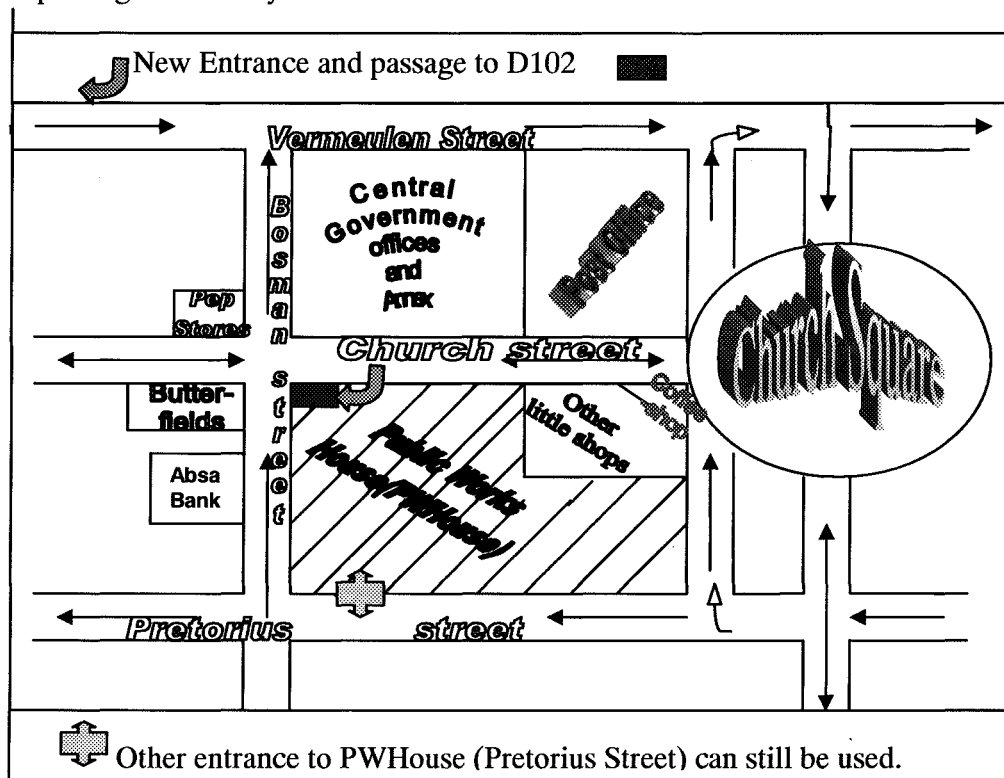 New Entrance and passage to D102
Vermeulen Street
Bosman street
Central
Government
offices
and
Annex
Post Office
Pep
Stores
Church street
Church Square
Butter-
fields
Coffee
shop
Other
little shops
Public Works
House(PWHouse)
Absa
Bank
Pretorius street
Other entrance to PWHouse (Pretorius Street) can still be used.